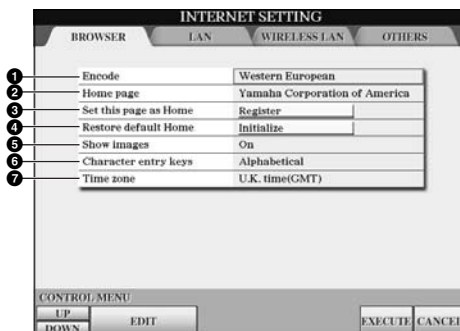 INTERNET SETTING
BROWSER LAN WIRELESS LAN OTHERS
1 Encode Western European
2 Home page Yamaha Corporation of America
3 Set this page as Home Register
4 Restore default Home Initialize
5 Show images On
6 Character entry keys Alphabetical
7 Time zone U.K. time(GMT)
CONTROL MENU
UP
DOWN
EDIT EXECUTE CANCEL